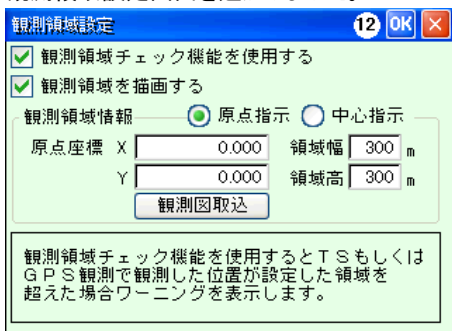 観測領域設定 12 OK
観測領域チェック機能を使用する
観測領域を描画する
観測領域情報 原点指示 中心指示
原点座標 X 0.000 領域幅 300 m
Y 0.000 領域高 300 m
観測図取込
観測領域チェック機能を使用するとTSもしくは
GPS観測で観測した位置が設定した領域を
超えた場合ワーニングを表示します。